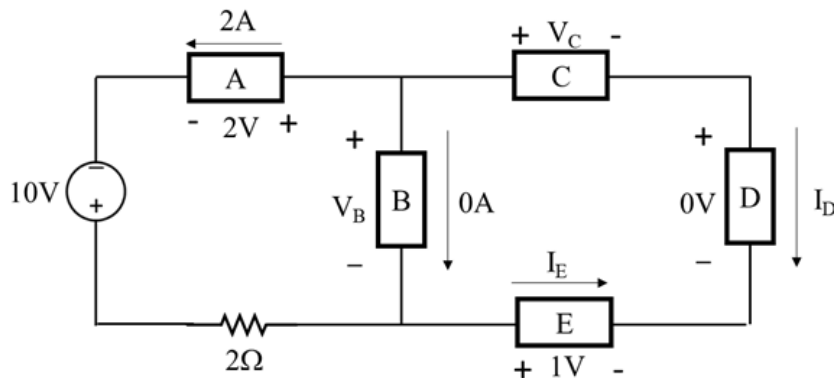 2A
+ V_C -
A
C
- 2V +
+
+
−
10V
+
V_B
B
0A
0V
D
I_D
−
−
I_E
E
2Ω
+ 1V -